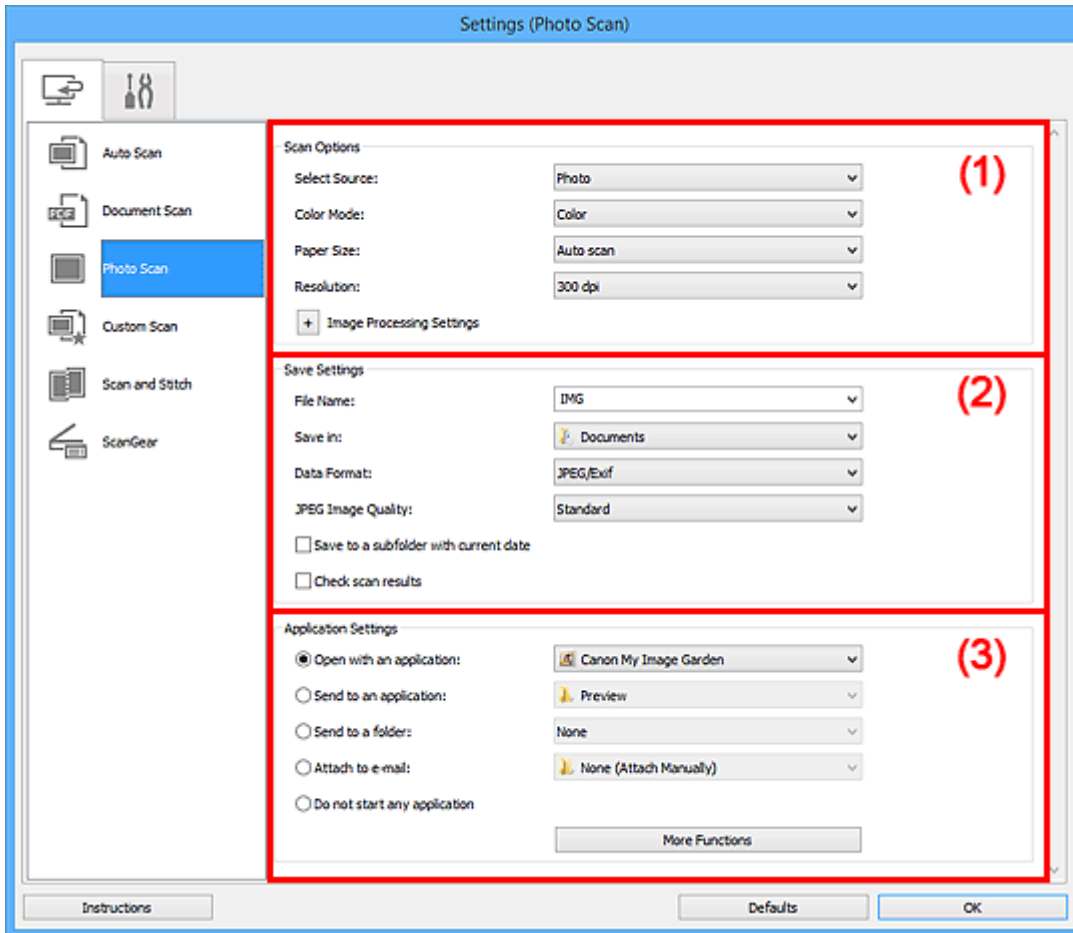 Settings (Photo Scan)
Auto Scan
Document Scan
Photo Scan
Custom Scan
Scan and Stitch
ScanGear
Scan Options
(1)
Select Source: Photo
Color Mode: Color
Paper Size: Auto scan
Resolution: 300 dpi
+ Image Processing Settings
Save Settings
(2)
File Name: IMG
Save in: Documents
Data Format: JPEG/Exif
JPEG Image Quality: Standard
Save to a subfolder with current date
Check scan results
Application Settings
(3)
Open with an application: Canon My Image Garden
Send to an application: Preview
Send to a folder: None
Attach to e-mail: None (Attach Manually)
Do not start any application
More Functions
Instructions Defaults OK